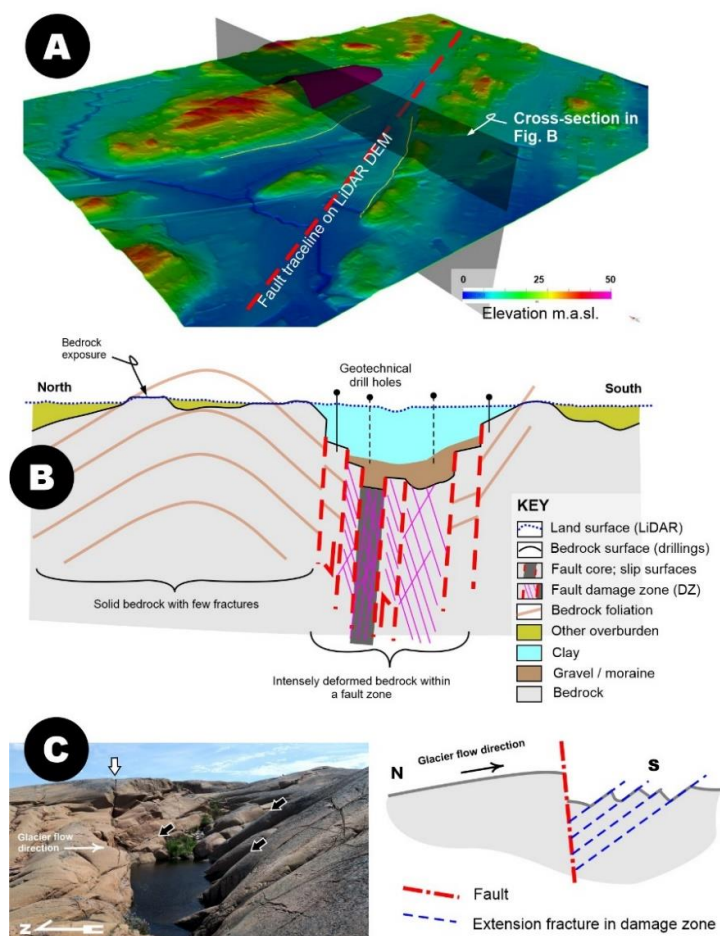 A
Cross-section in
Fig. B
Fault traceline on LiDAR DEM
0 25 50
Elevation m.a.sl.
Bedrock
exposure
Geotechnical
drill holes
North
South
B
KEY
Land surface (LiDAR)
Bedrock surface (drillings)
Fault core; slip surfaces
Fault damage zone (DZ)
Bedrock foliation
Other overburden
Clay
Gravel / moraine
Bedrock
Solid bedrock with few fractures
Intensely deformed bedrock within
a fault zone
C
Glacier flow
direction
N
Glacier flow direction
N
S
Fault
Extension fracture in damage zone